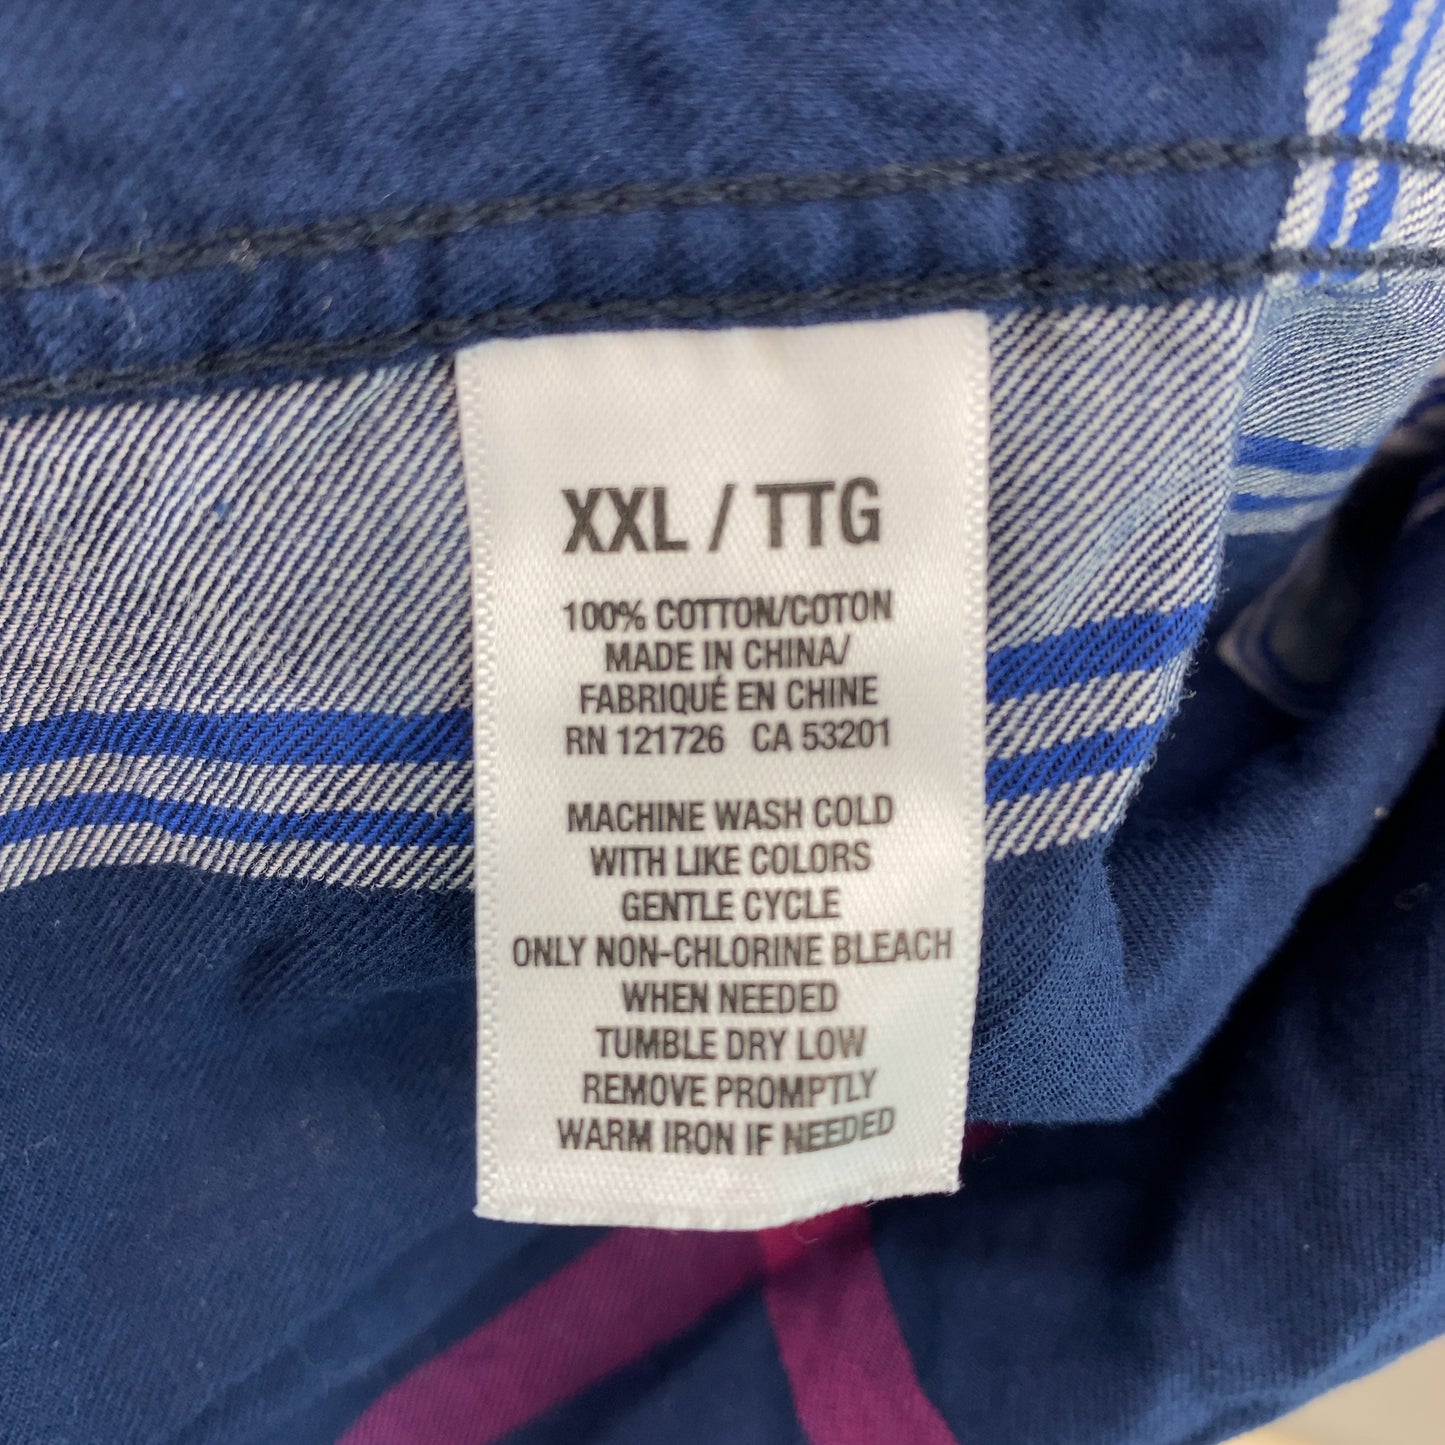 XXL / TTG
100% COTTON/COTON
MADE IN CHINA/
FABRIQUÉ EN CHINE
RN 121726 CA 53201
MACHINE WASH COLD
WITH LIKE COLORS
GENTLE CYCLE
ONLY NON-CHLORINE BLEACH
WHEN NEEDED
TUMBLE DRY LOW
REMOVE PROMPTLY
WARM IRON IF NEEDED